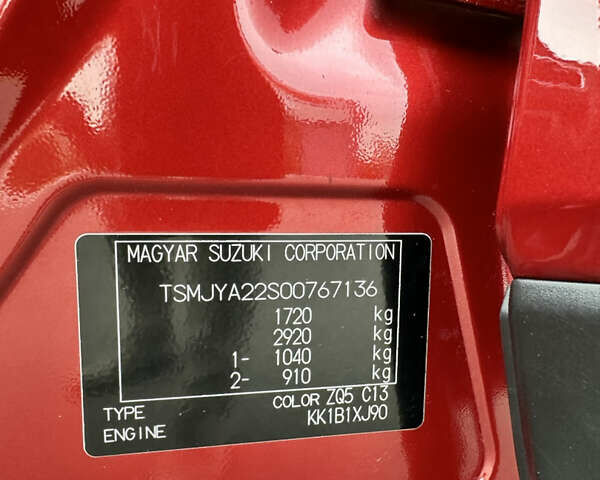 MAGYAR SUZUKI CORPORATION
TSMJYA22S00767136
1720 kg
2920 kg
1- 1040 kg
2- 910 kg
COLOR ZQ5 C13
TYPE KK1B1XJ90
ENGINE